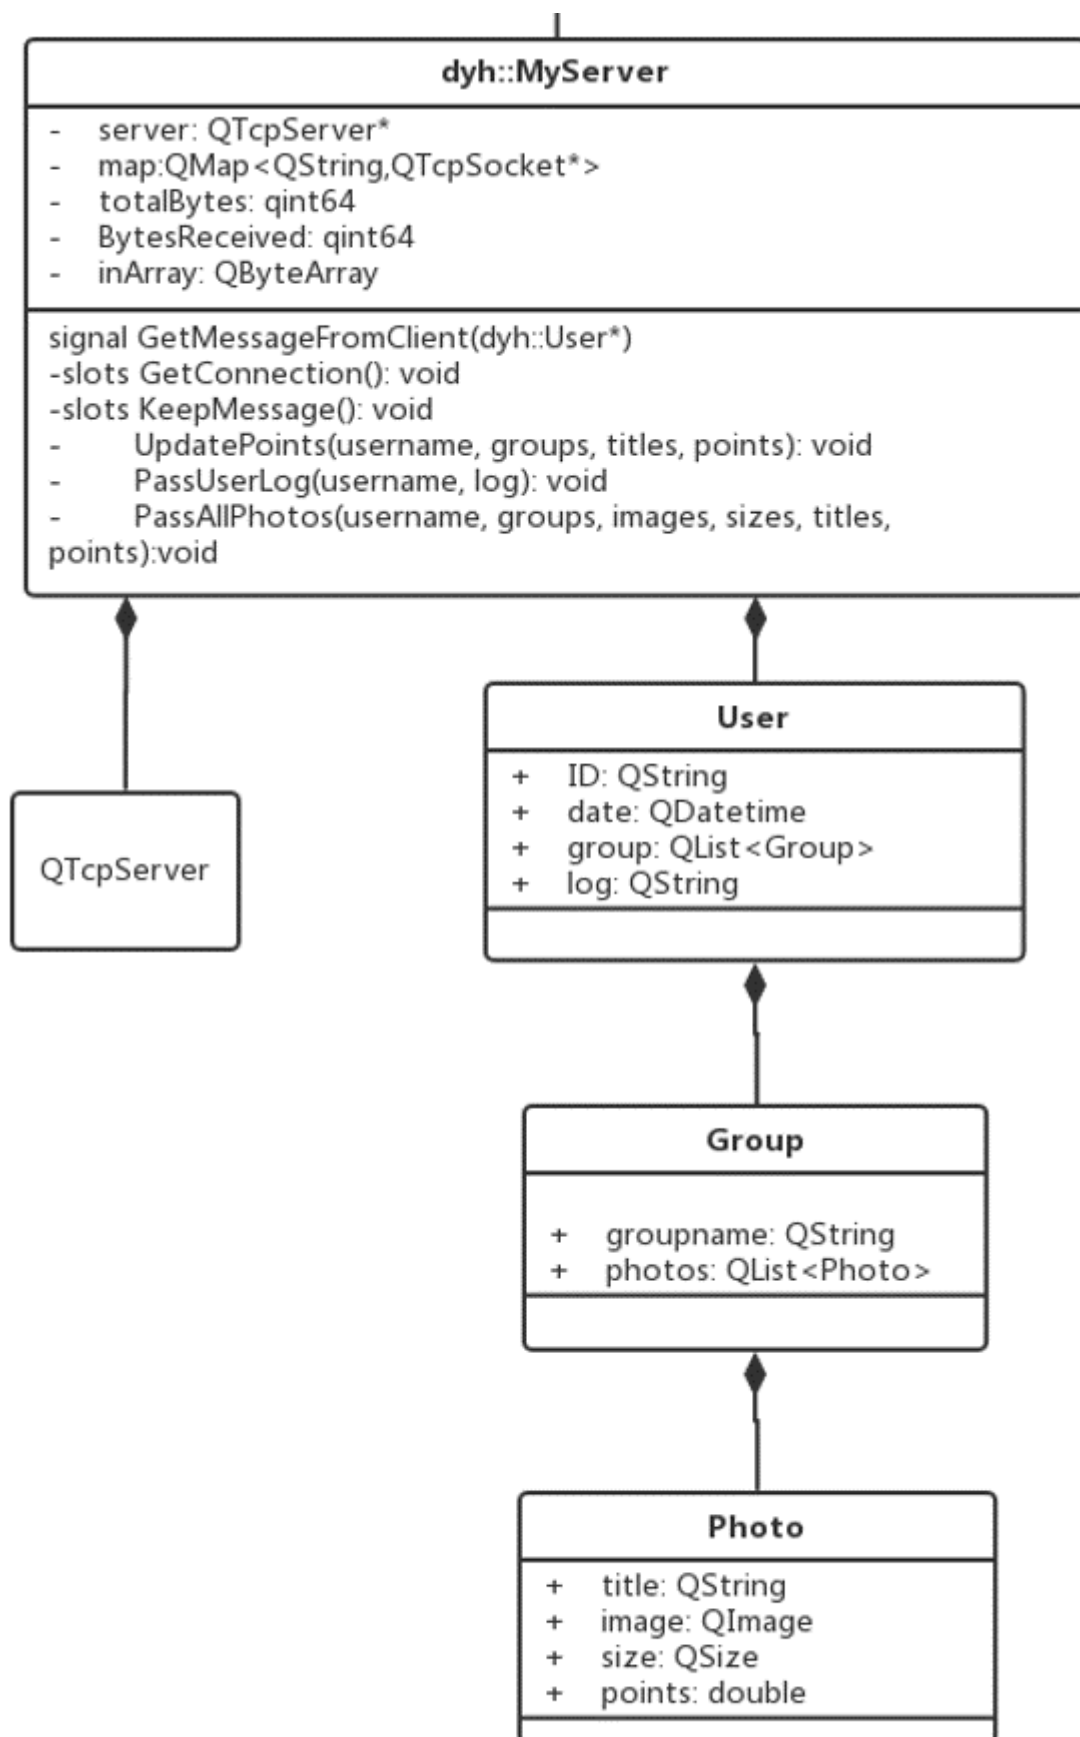 dyh::MyServer
- server: QTcpServer*
- map:QMap<QString,QTcpSocket*>
- totalBytes: qint64
- BytesReceived: qint64
- inArray: QByteArray
signal GetMessageFromClient(dyh::User*)
-slots GetConnection(): void
-slots KeepMessage(): void
- UpdatePoints(username, groups, titles, points): void
- PassUserLog(username, log): void
- PassAllPhotos(username, groups, images, sizes, titles,
points):void
QTcpServer
User
+ ID: QString
+ date: QDatetime
+ group: QList<Group>
+ log: QString
Group
+ groupname: QString
+ photos: QList<Photo>
Photo
+ title: QString
+ image: QImage
+ size: QSize
+ points: double